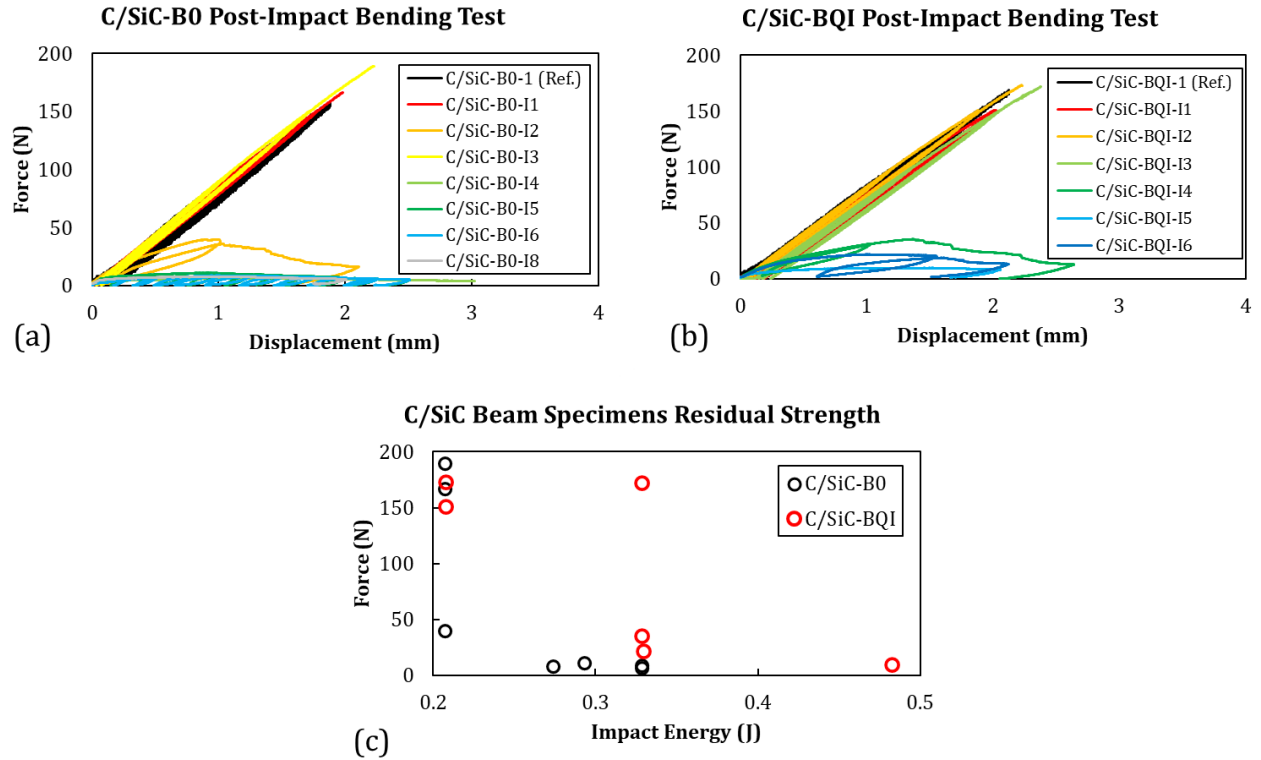 C/SiC-B0 Post-Impact Bending Test
200
150
100
50
0
Force (N)
0 1 2 3 4
Displacement (mm)
C/SiC-B0-1 (Ref.)
C/SiC-B0-I1
C/SiC-B0-I2
C/SiC-B0-I3
C/SiC-B0-I4
C/SiC-B0-I5
C/SiC-B0-I6
C/SiC-B0-I8
(a)
C/SiC-BQI Post-Impact Bending Test
200
150
100
50
0
Force (N)
0 1 2 3 4
Displacement (mm)
C/SiC-BQI-1 (Ref.)
C/SiC-BQI-I1
C/SiC-BQI-I2
C/SiC-BQI-I3
C/SiC-BQI-I4
C/SiC-BQI-I5
C/SiC-BQI-I6
(b)
C/SiC Beam Specimens Residual Strength
200
150
100
50
0
Force (N)
0.2 0.3 0.4 0.5
Impact Energy (J)
C/SiC-B0
C/SiC-BQI
(c)